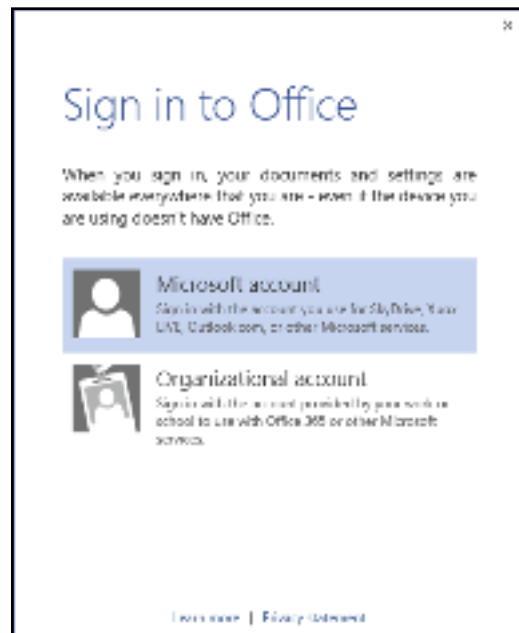 ×
Sign in to Office
When you sign in, your documents and settings are
available everywhere that you are - even if the device you
are using doesn't have Office.
Microsoft account
Sign in with the account you use for SkyDrive, Xbox
LIVE, Outlook.com, or other Microsoft services.
Organizational account
Sign in with the account provided by your work or
school to use with Office 365 or other Microsoft
services.
Learn more | Privacy statement